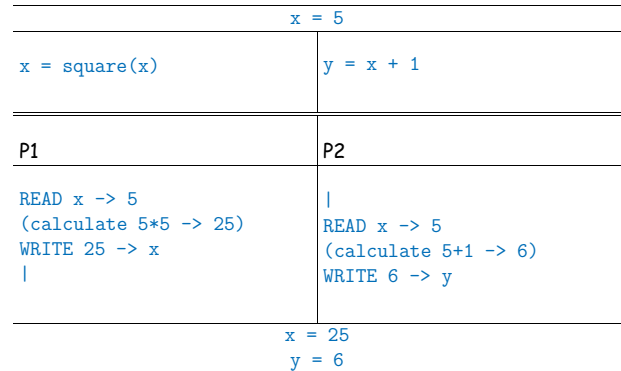 x = 5
x = square(x)
y = x + 1
P1
P2
READ x -> 5
(calculate 5*5 -> 25)
WRITE 25 -> x
|
|
READ x -> 5
(calculate 5+1 -> 6)
WRITE 6 -> y
x = 25
y = 6